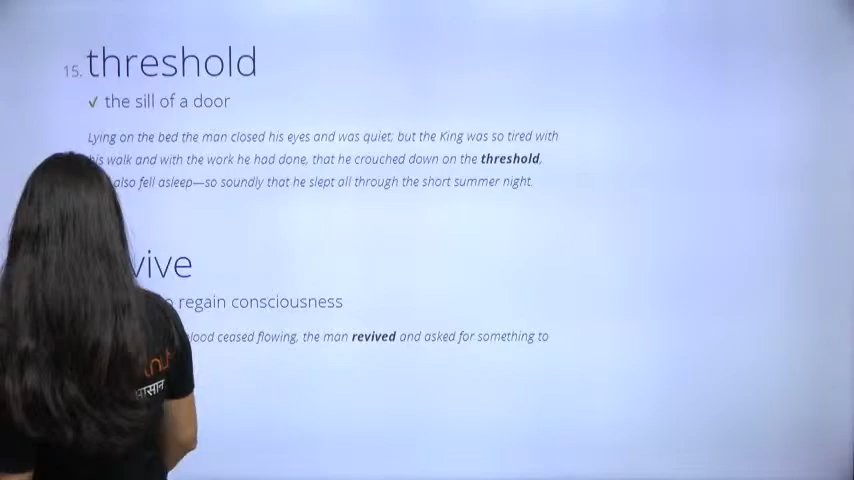 15. threshold
✓ the sill of a door
Lying on the bed the man closed his eyes and was quiet; but the King was so tired with
his walk and with the work he had done, that he crouched down on the threshold,
also fell asleep—so soundly that he slept all through the short summer night.
vive
regain consciousness
blood ceased flowing, the man revived and asked for something to